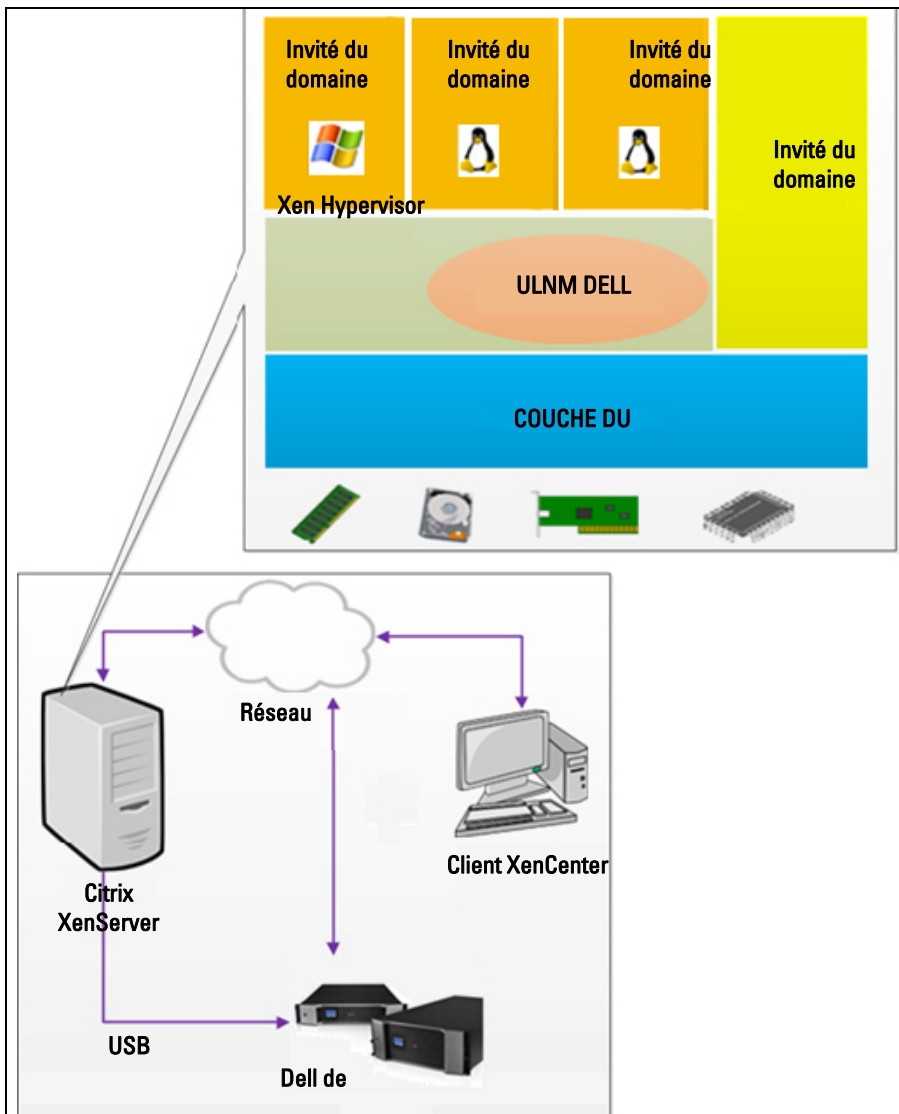 Invité du
domaine
Invité du
domaine
Invité du
domaine
Invité du
domaine
Xen Hypervisor
ULNM DELL
COUCHE DU
Réseau
Client XenCenter
Citrix
XenServer
USB
Dell de